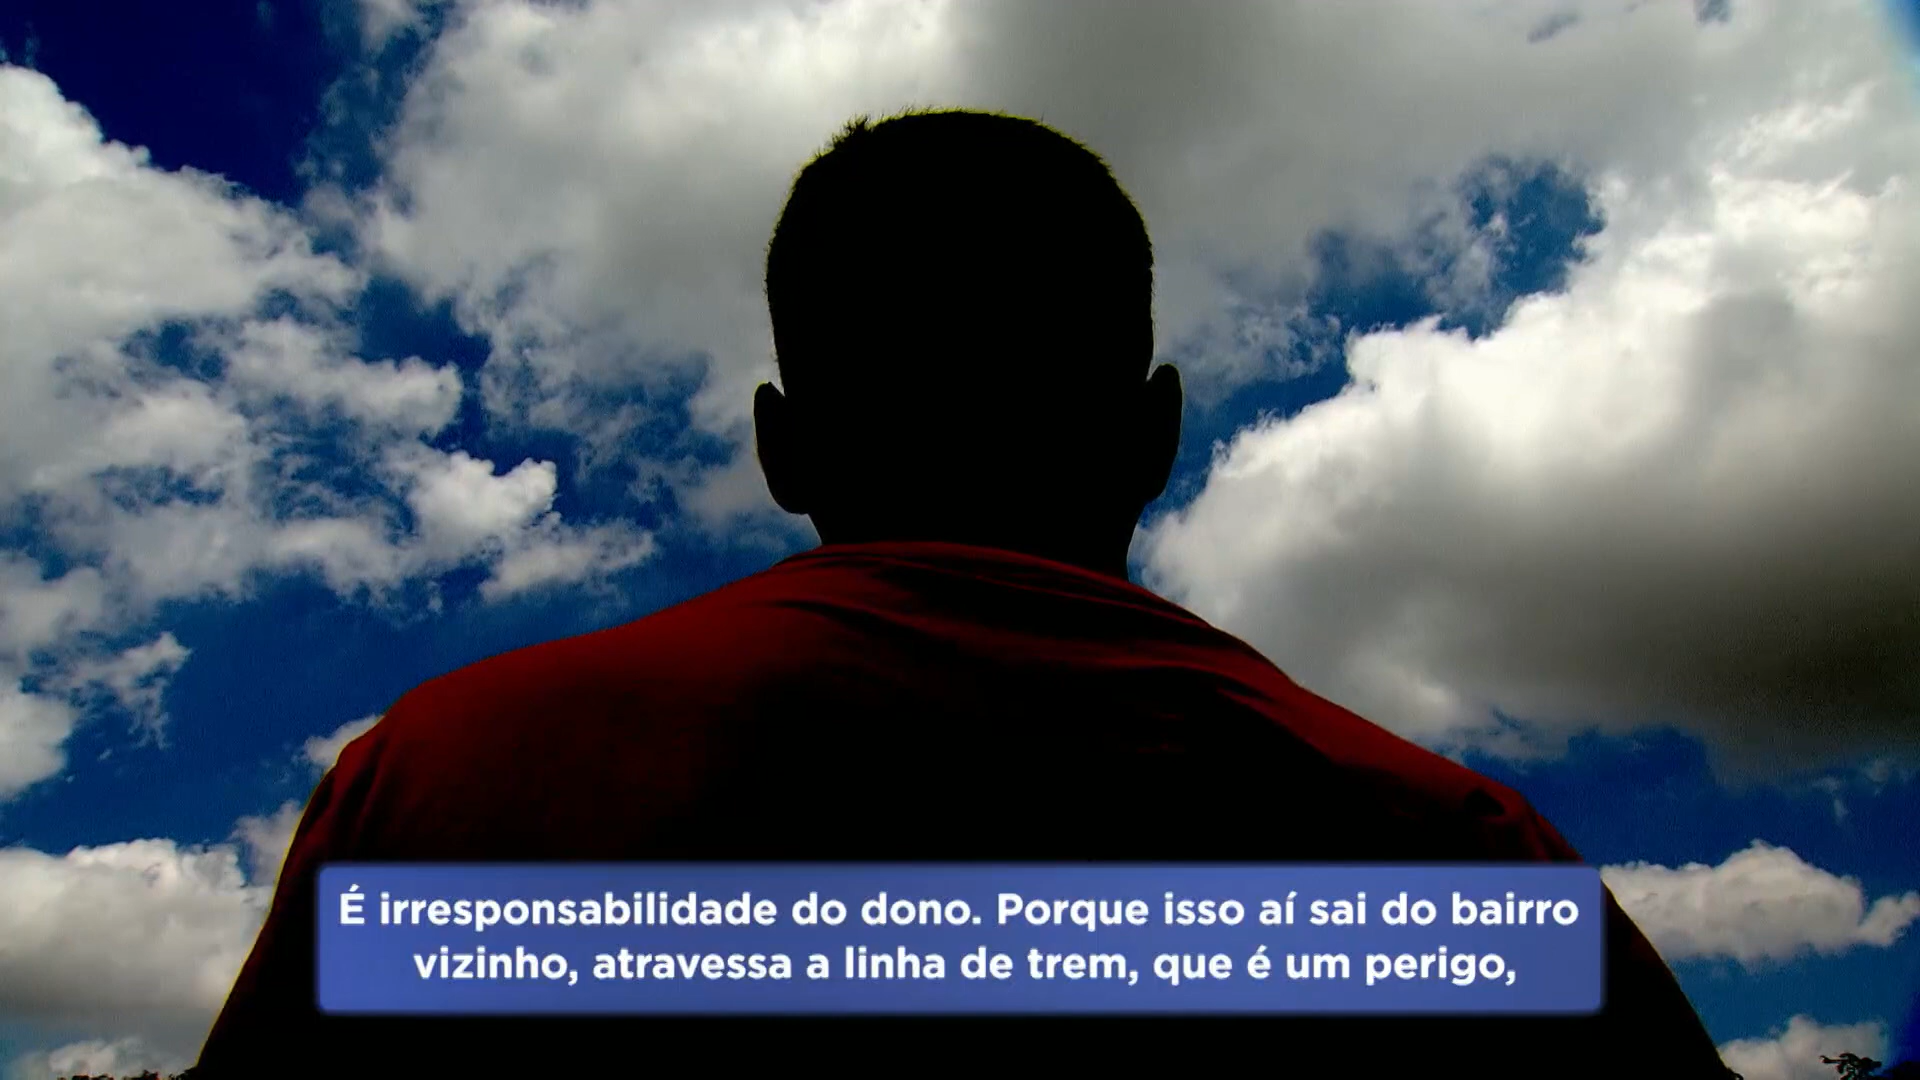 É irresponsabilidade do dono. Porque isso aí sai do bairro
vizinho, atravessa a linha de trem, que é um perigo,